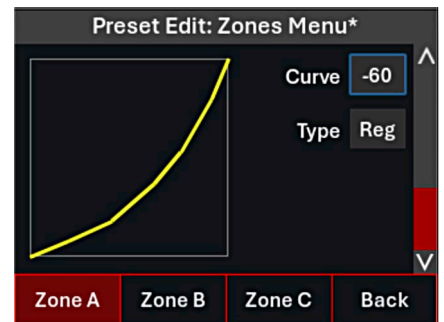 Preset Edit: Zones Menu*
Curve -60
Type Reg
Zone A Zone B Zone C Back